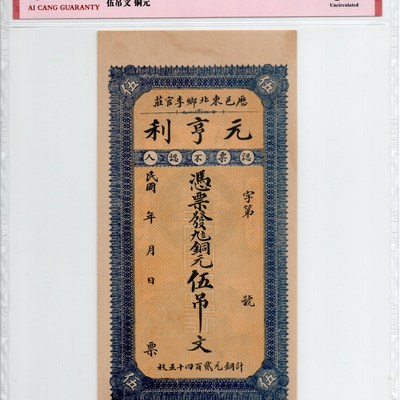 AI CANG GUARANTY
伍吊文 铜元
Uncirculated
伍
伍
厯邑東北鄉李官莊
元亨利
認票不認人
字第 號
憑票發九八銅元伍吊文
民國 年 月 日 票
計銅元貳百四十五枚
伍
伍